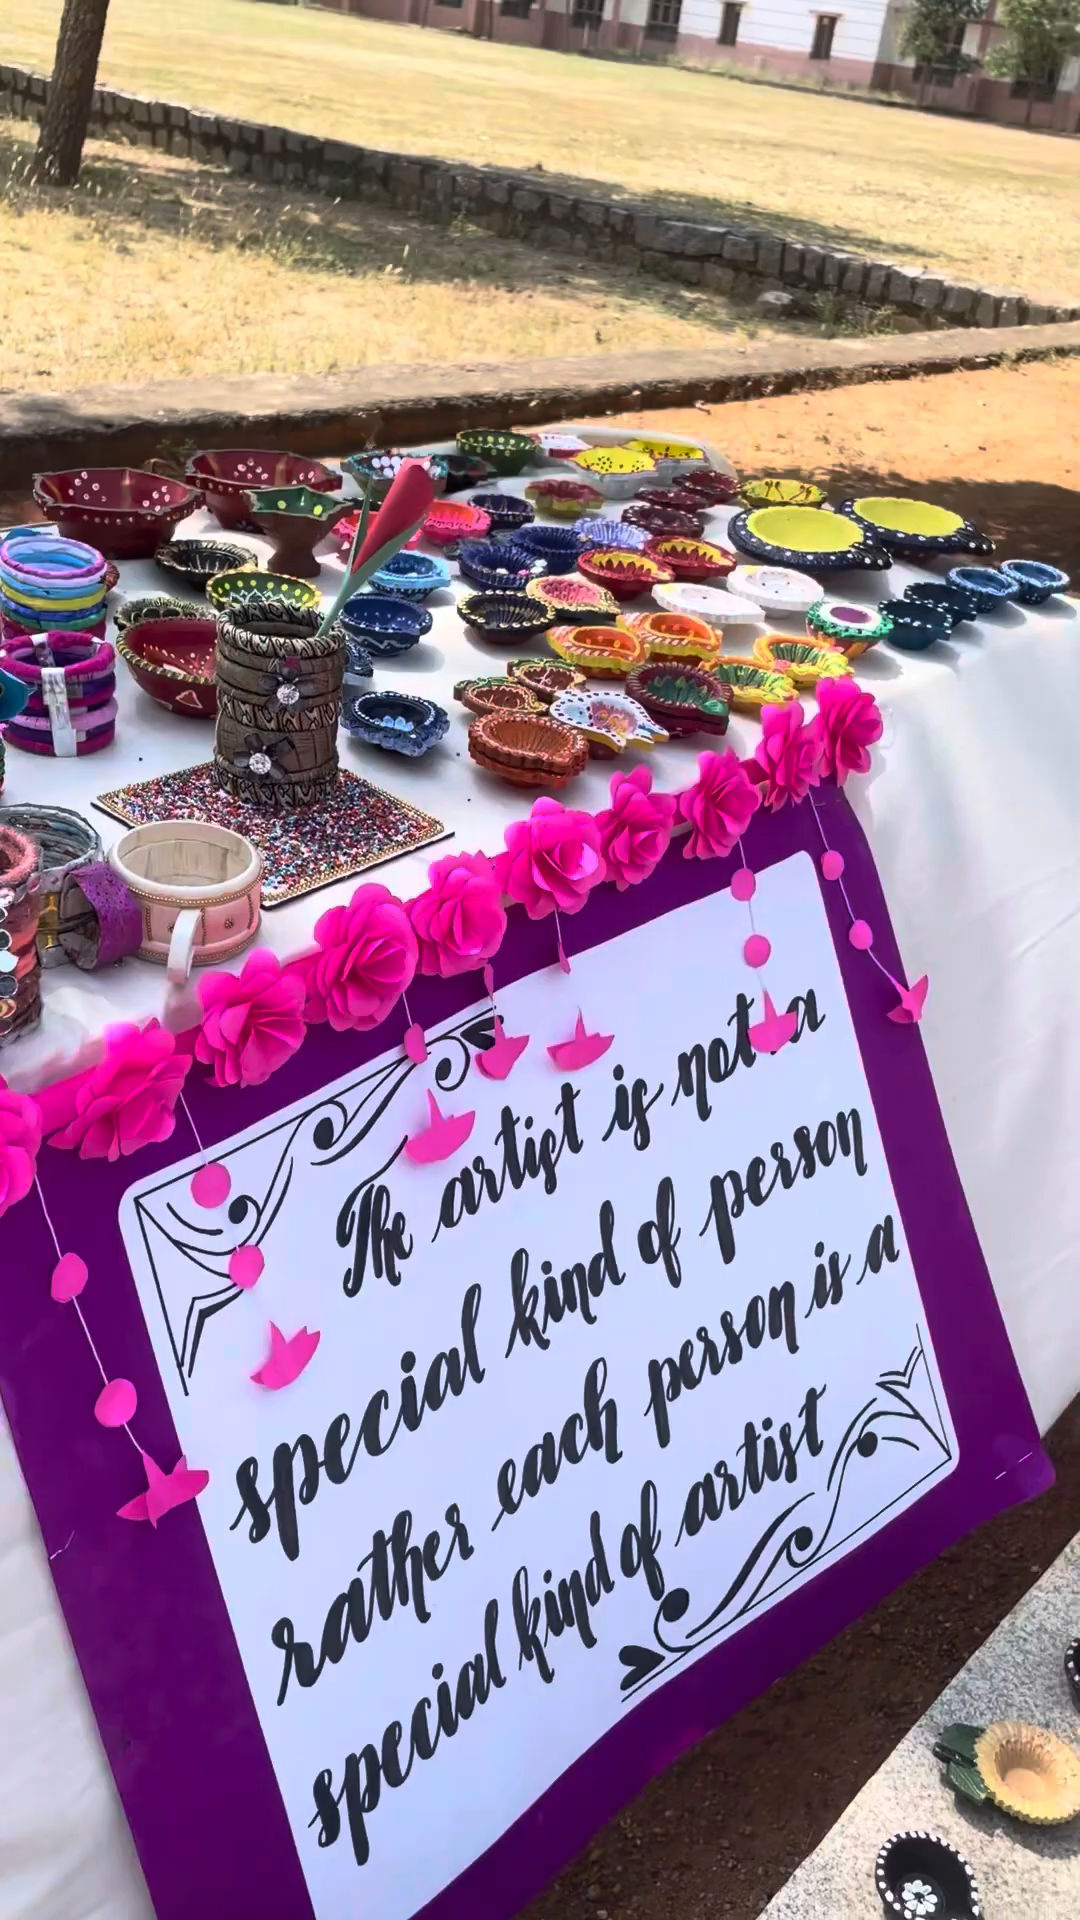 The artist is not a
special kind of person
rather each person is a
special kind of artist